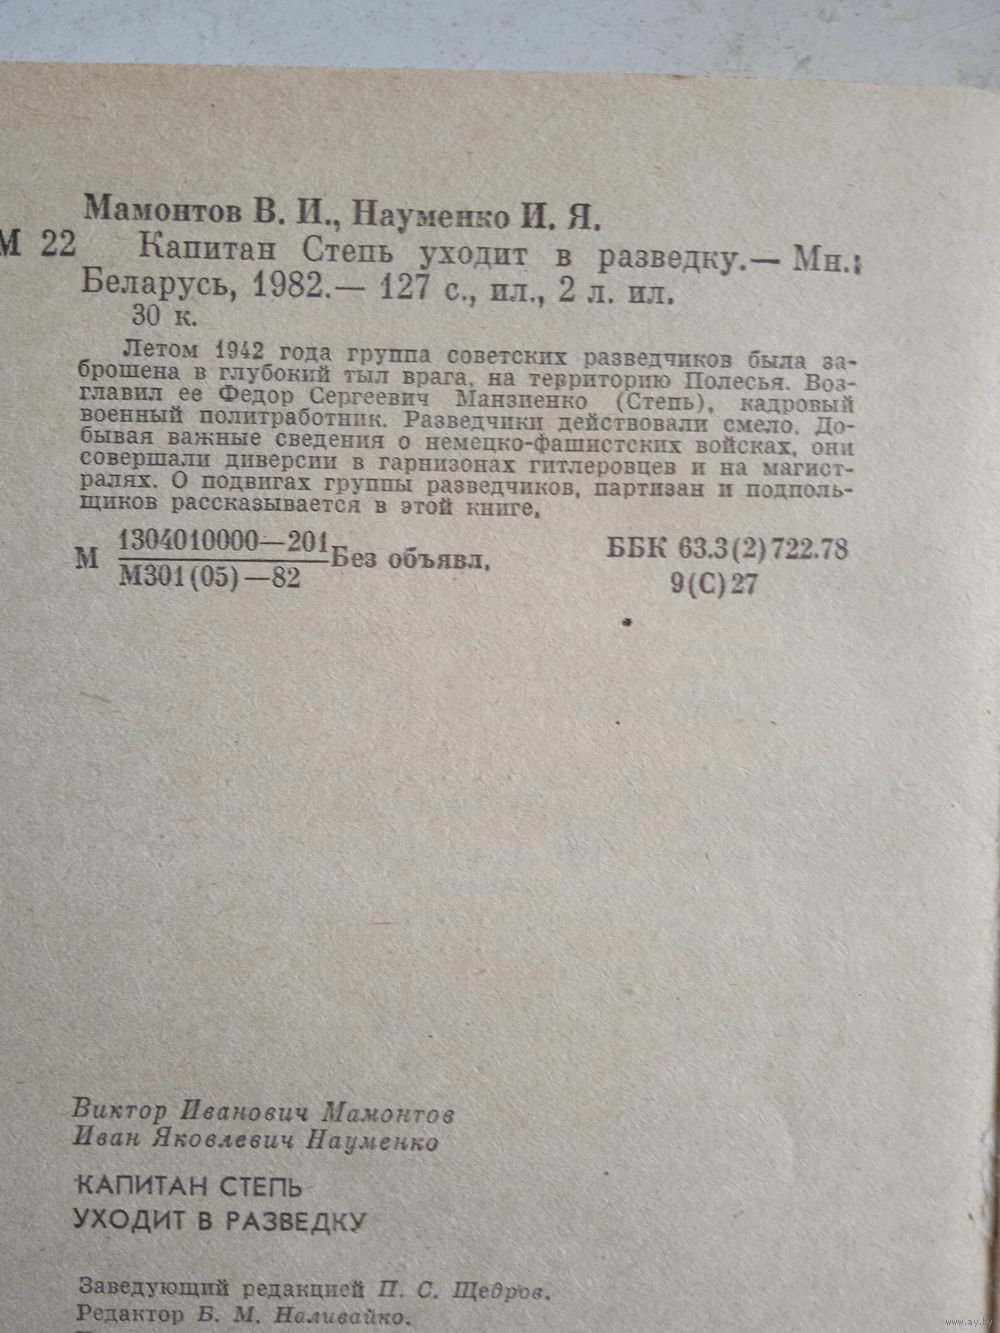 Мамонтов В. И., Науменко И. Я.
М 22 Капитан Степь уходит в разведку.— Мн.:
Беларусь, 1982.— 127 с., ил., 2 л. ил.
30 к.
Летом 1942 года группа советских разведчиков была за-
брошена в глубокий тыл врага, на территорию Полесья. Воз-
главил ее Федор Сергеевич Манзиенко (Степь), кадровый
военный политработник. Разведчики действовали смело. До-
бывая важные сведения о немецко-фашистских войсках, они
совершали диверсии в гарнизонах гитлеровцев и на магист-
ралях. О подвигах группы разведчиков, партизан и подполь-
щиков рассказывается в этой книге.
М 1304010000—201 Без объявл. ББК 63.3(2)722.78
М301(05)—82 9(С)27
Виктор Иванович Мамонтов
Иван Яковлевич Науменко
КАПИТАН СТЕПЬ
УХОДИТ В РАЗВЕДКУ
Заведующий редакцией П. С. Щедров.
Редактор Б. М. Наливайко.
www.ay.by